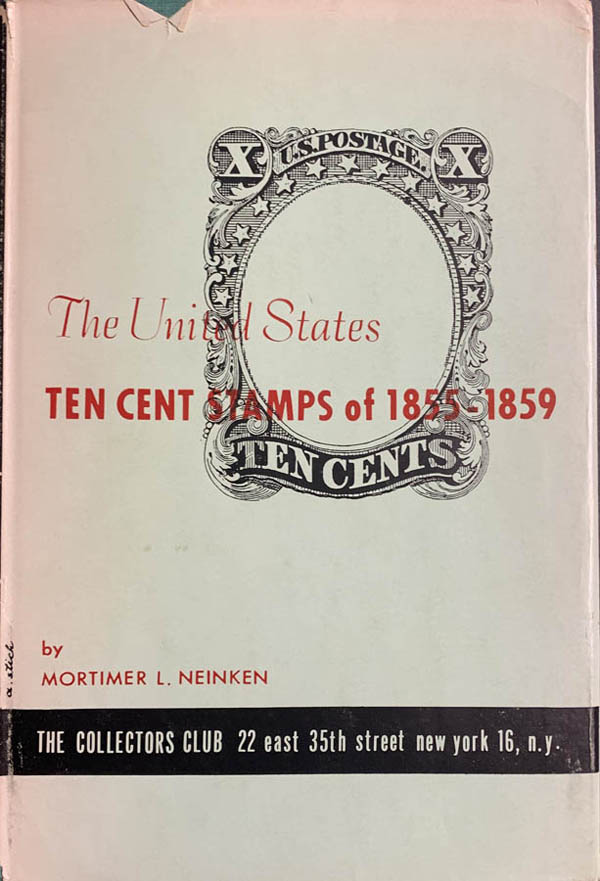 X U.S.POSTAGE. X
The United States
TEN CENT STAMPS of 1855-1859
TEN CENTS
by
MORTIMER L. NEINKEN
a. stich
THE COLLECTORS CLUB 22 east 35th street new york 16, n.y.